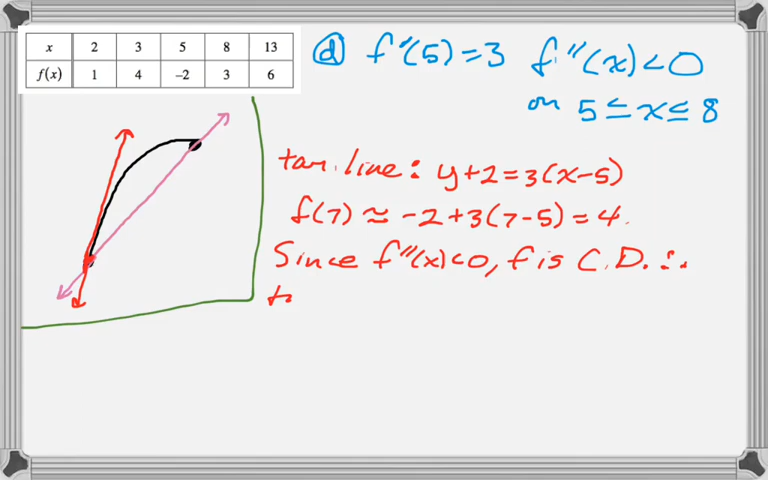 x 2 3 5 8 13
f(x) 1 4 –2 3 6
ⓓ f'(5)=3 f''(x)<0
on 5≤x≤8
tan. line: y+2=3(x-5)
f(7)≈-2+3(7-5)=4.
Since f''(x)<0, f is C.D. ∴
t